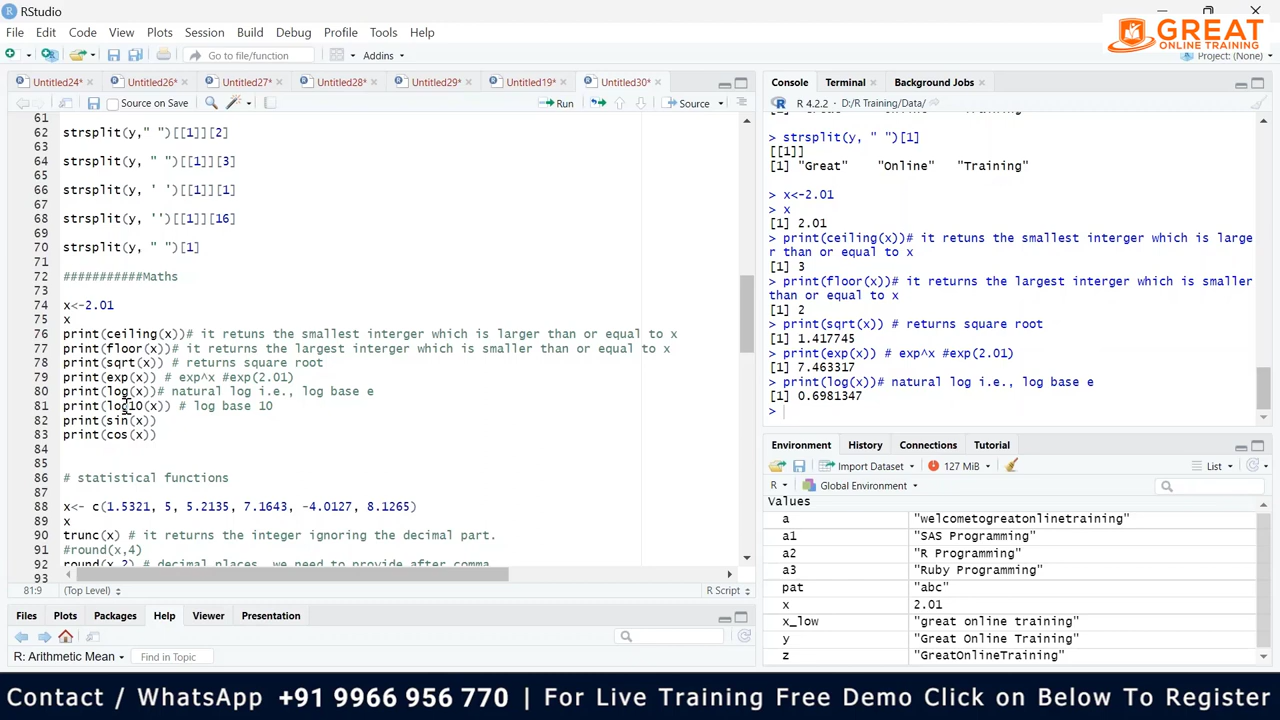 RStudio
File Edit Code View Plots Session Build Debug Profile Tools Help
GREAT
ONLINE TRAINING
Go to file/function
Addins
Project: (None)
Untitled24*
Untitled26*
Untitled27*
Untitled28*
Untitled29*
Untitled19*
Untitled30*
Source on Save
Run
Source
61
62 strsplit(y," ")[[1]][2]
63
64 strsplit(y, " ")[[1]][3]
65
66 strsplit(y, ' ')[[1]][1]
67
68 strsplit(y, '')[[1]][16]
69
70 strsplit(y, " ")[1]
71
72 ###########Maths
73
74 x<-2.01
75 x
76 print(ceiling(x))# it retuns the smallest interger which is larger than or equal to x
77 print(floor(x))# it returns the largest interger which is smaller than or equal to x
78 print(sqrt(x)) # returns square root
79 print(exp(x)) # exp^x #exp(2.01)
80 print(log(x))# natural log i.e., log base e
81 print(log10(x)) # log base 10
82 print(sin(x))
83 print(cos(x))
84
85
86 # statistical functions
87
88 x<- c(1.5321, 5, 5.2135, 7.1643, -4.0127, 8.1265)
89 x
90 trunc(x) # it returns the integer ignoring the decimal part.
91 #round(x,4)
92 round(x,2) # decimal places, we need to provide after comma
93
81:9 (Top Level) R Script
Files Plots Packages Help Viewer Presentation
R: Arithmetic Mean Find in Topic
Console Terminal Background Jobs
R 4.2.2 . D:/R Training/Data/
> strsplit(y, " ")[1]
[[1]]
[1] "Great" "Online" "Training"
> x<-2.01
> x
[1] 2.01
> print(ceiling(x))# it retuns the smallest interger which is large
r than or equal to x
[1] 3
> print(floor(x))# it returns the largest interger which is smaller
than or equal to x
[1] 2
> print(sqrt(x)) # returns square root
[1] 1.417745
> print(exp(x)) # exp^x #exp(2.01)
[1] 7.463317
> print(log(x))# natural log i.e., log base e
[1] 0.6981347
>
Environment History Connections Tutorial
Import Dataset 127 MiB List
R Global Environment
Values
a "welcometogreatonlinetraining"
a1 "SAS Programming"
a2 "R Programming"
a3 "Ruby Programming"
pat "abc"
x 2.01
x_low "great online training"
y "Great Online Training"
z "GreatOnlineTraining"
Contact / WhatsApp +91 9966 956 770 | For Live Training Free Demo Click on Below To Register